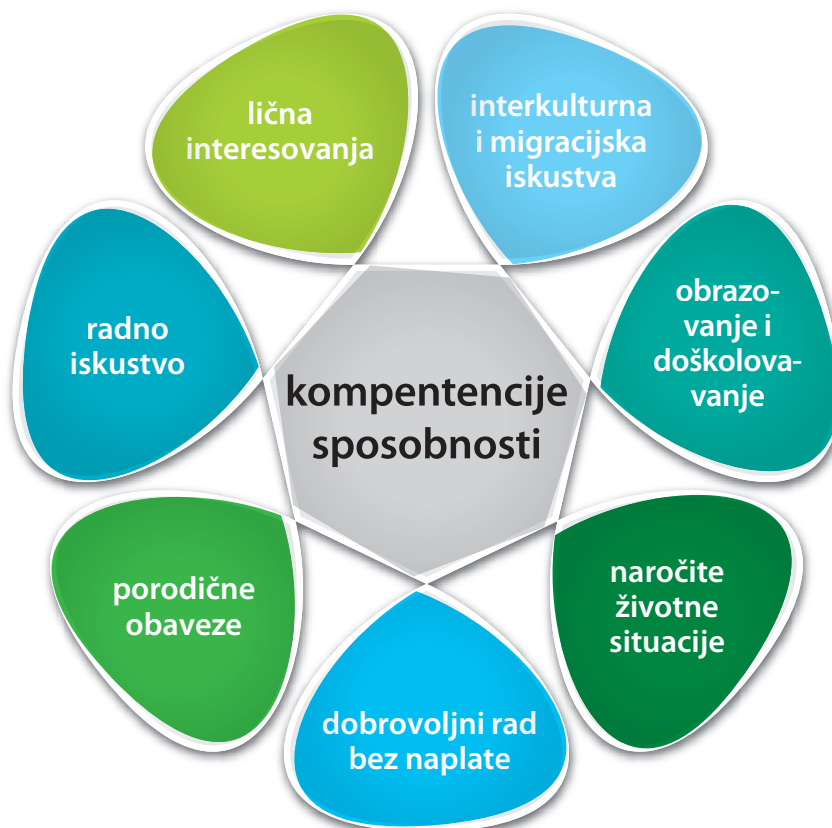 lična
interesovanja
interkulturna
i migracijska
iskustva
obrazo-
vanje i
doškolova-
vanje
naročite
životne
situacije
dobrovoljni rad
bez naplate
porodične
obaveze
radno
iskustvo
kompentencije
sposobnosti